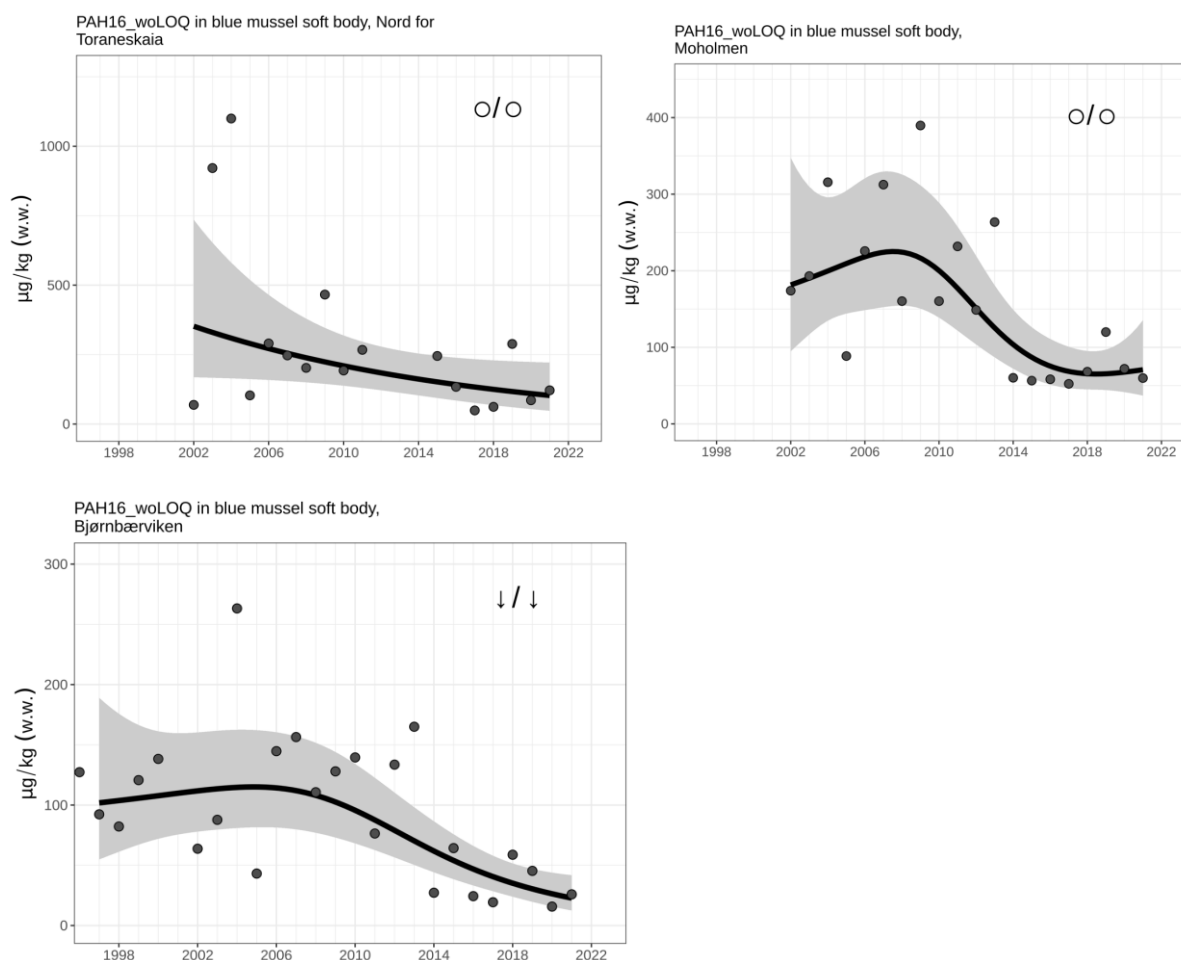 PAH16_woLOQ in blue mussel soft body, Nord for
Toraneskaia
○/○
1000
500
0
µg/kg (w.w.)
1998 2002 2006 2010 2014 2018 2022
PAH16_woLOQ in blue mussel soft body,
Moholmen
○/○
400
300
200
100
0
µg/kg (w.w.)
1998 2002 2006 2010 2014 2018 2022
PAH16_woLOQ in blue mussel soft body,
Bjørnbærviken
↓/↓
300
200
100
0
µg/kg (w.w.)
1998 2002 2006 2010 2014 2018 2022